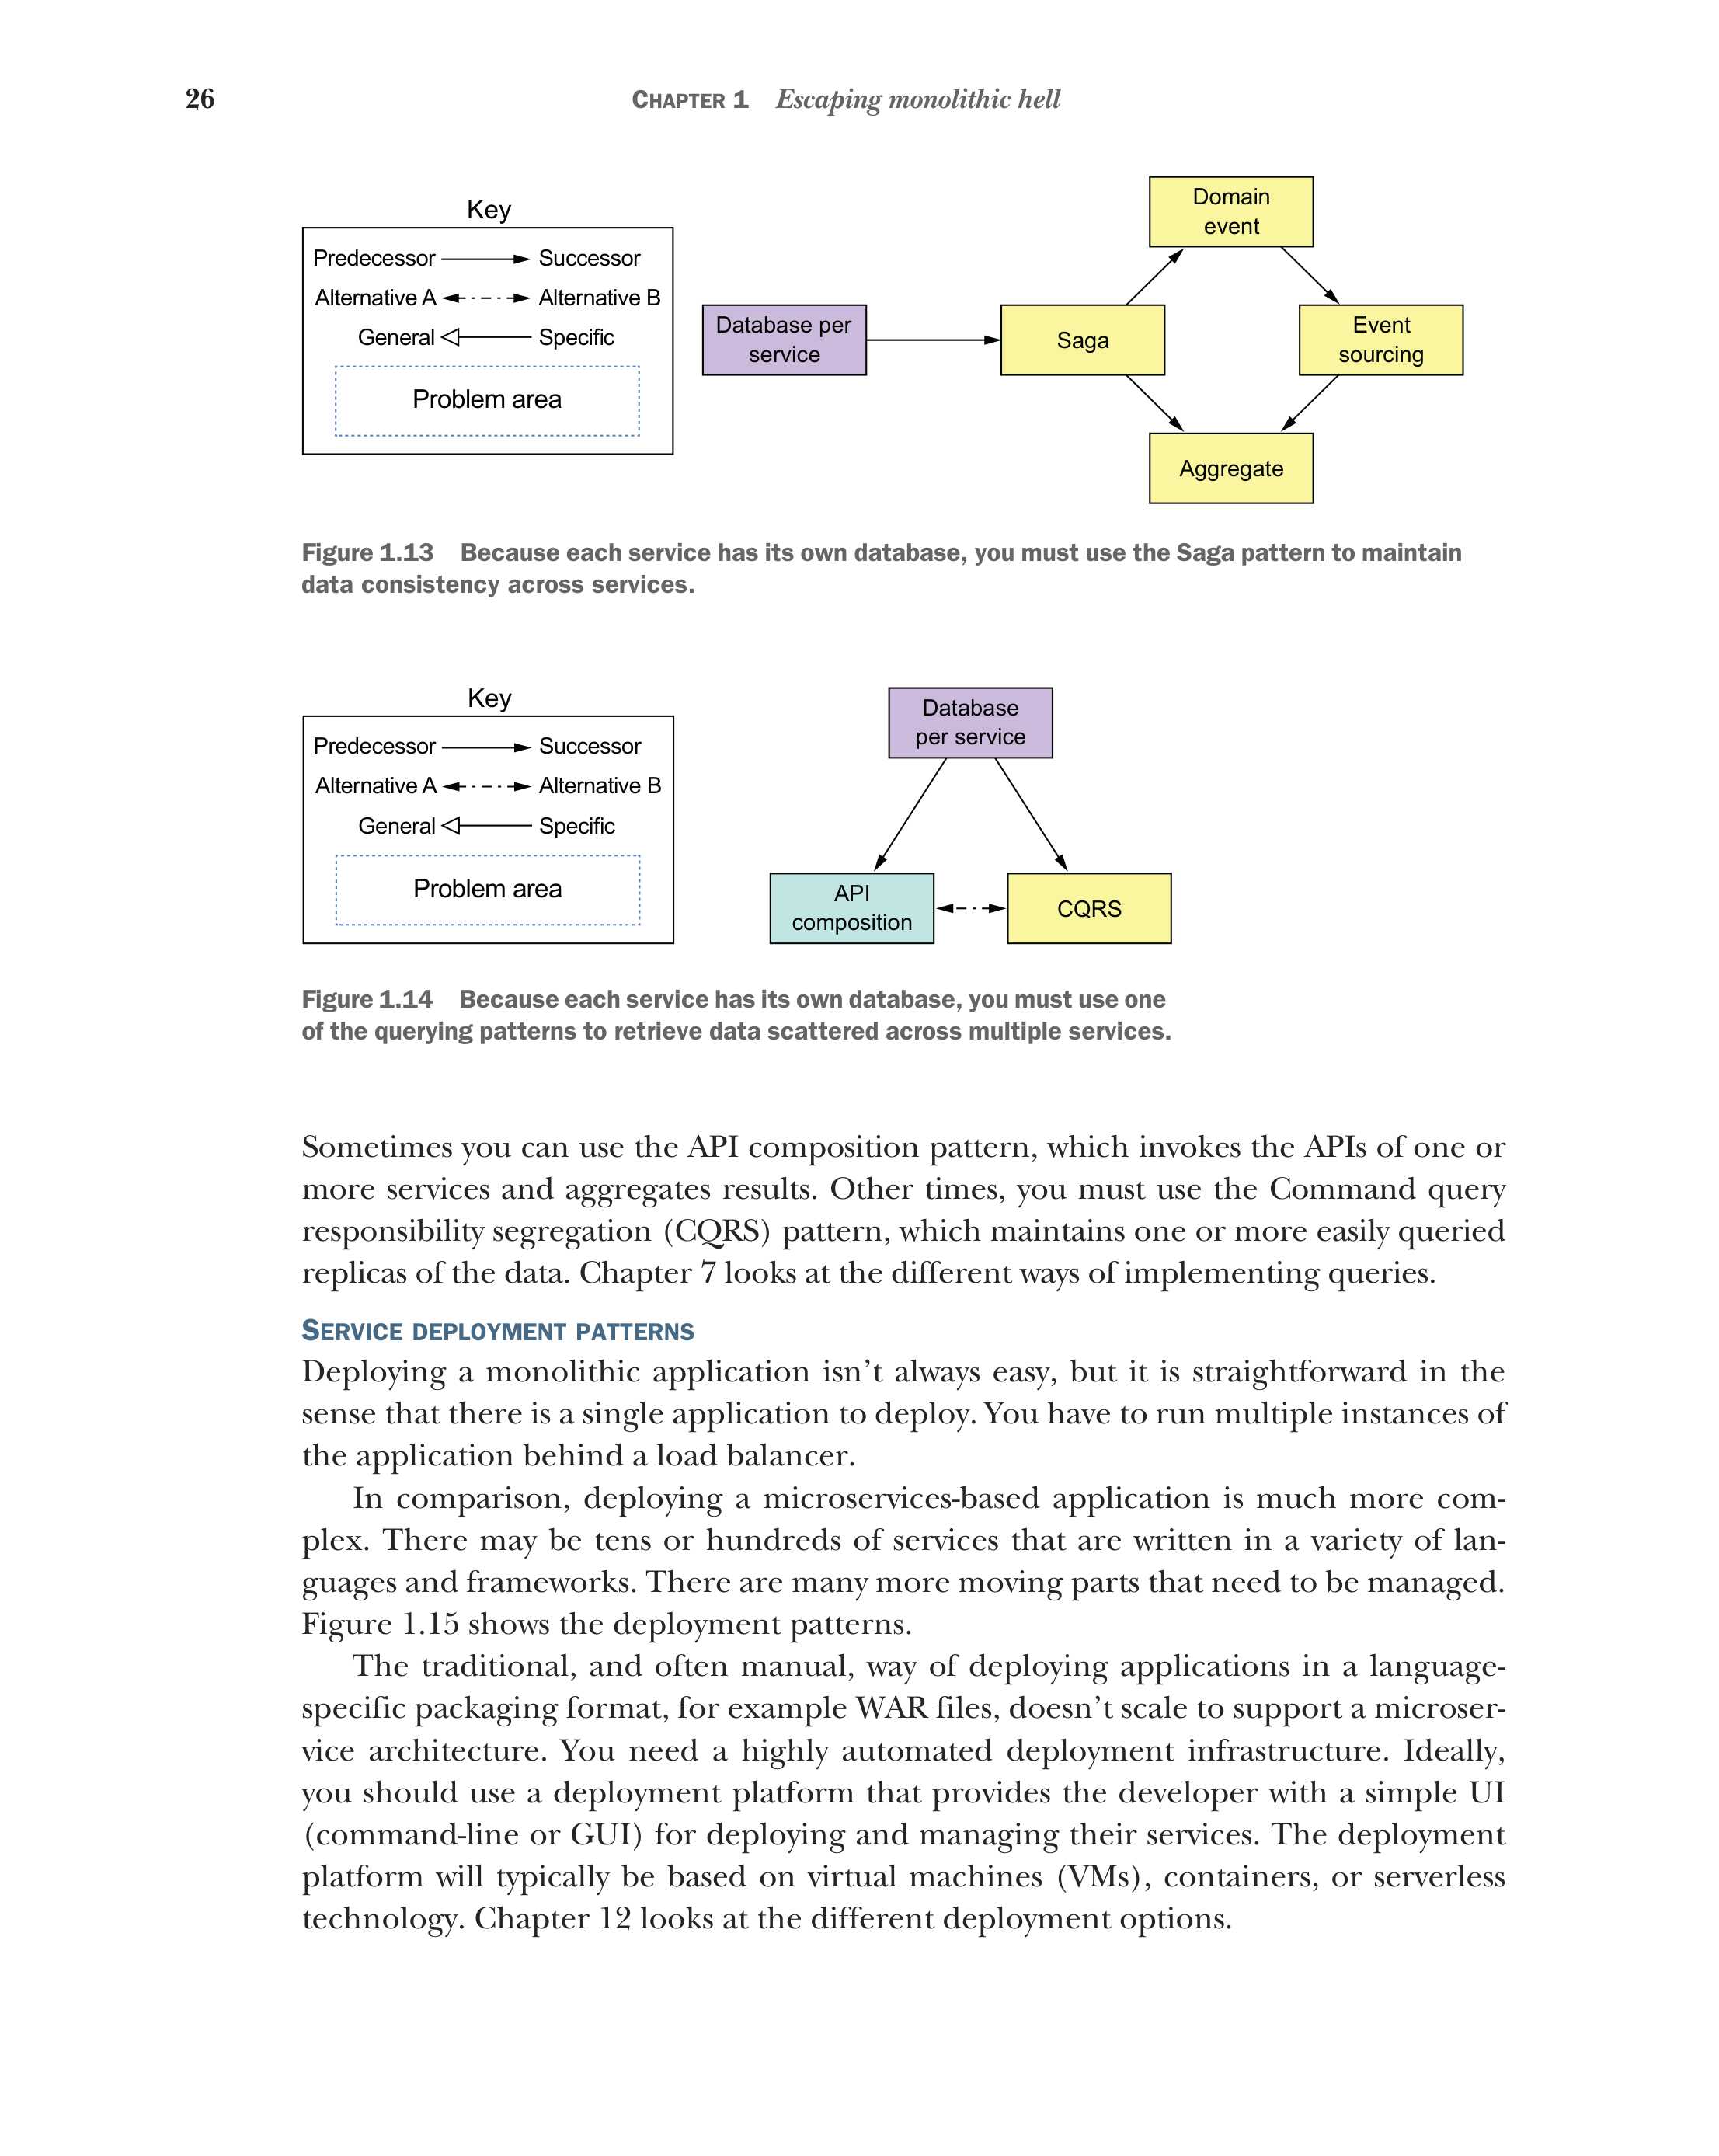 26
CHAPTER 1 Escaping monolithic hell
Key
Predecessor Successor
Alternative A Alternative B
General Specific
Problem area
Database per
service
Saga
Domain
event
Event
sourcing
Aggregate
Figure 1.13 Because each service has its own database, you must use the Saga pattern to maintain
data consistency across services.
Key
Predecessor Successor
Alternative A Alternative B
General Specific
Problem area
Database
per service
API
composition
CQRS
Figure 1.14 Because each service has its own database, you must use one
of the querying patterns to retrieve data scattered across multiple services.
Sometimes you can use the API composition pattern, which invokes the APIs of one or
more services and aggregates results. Other times, you must use the Command query
responsibility segregation (CQRS) pattern, which maintains one or more easily queried
replicas of the data. Chapter 7 looks at the different ways of implementing queries.
SERVICE DEPLOYMENT PATTERNS
Deploying a monolithic application isn’t always easy, but it is straightforward in the
sense that there is a single application to deploy. You have to run multiple instances of
the application behind a load balancer.
In comparison, deploying a microservices-based application is much more com-
plex. There may be tens or hundreds of services that are written in a variety of lan-
guages and frameworks. There are many more moving parts that need to be managed.
Figure 1.15 shows the deployment patterns.
The traditional, and often manual, way of deploying applications in a language-
specific packaging format, for example WAR files, doesn’t scale to support a microser-
vice architecture. You need a highly automated deployment infrastructure. Ideally,
you should use a deployment platform that provides the developer with a simple UI
(command-line or GUI) for deploying and managing their services. The deployment
platform will typically be based on virtual machines (VMs), containers, or serverless
technology. Chapter 12 looks at the different deployment options.